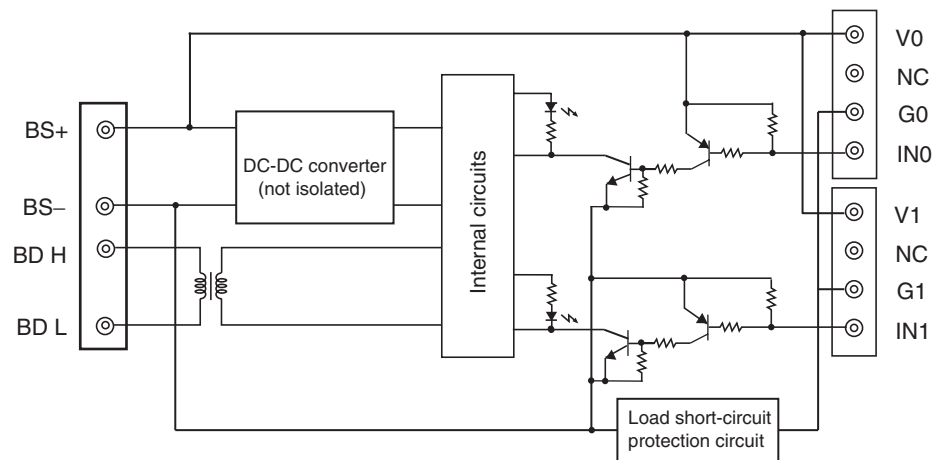 BS+
BS−
BD H
BD L
DC-DC converter
(not isolated)
Internal circuits
V0
NC
G0
IN0
V1
NC
G1
IN1
Load short-circuit
protection circuit